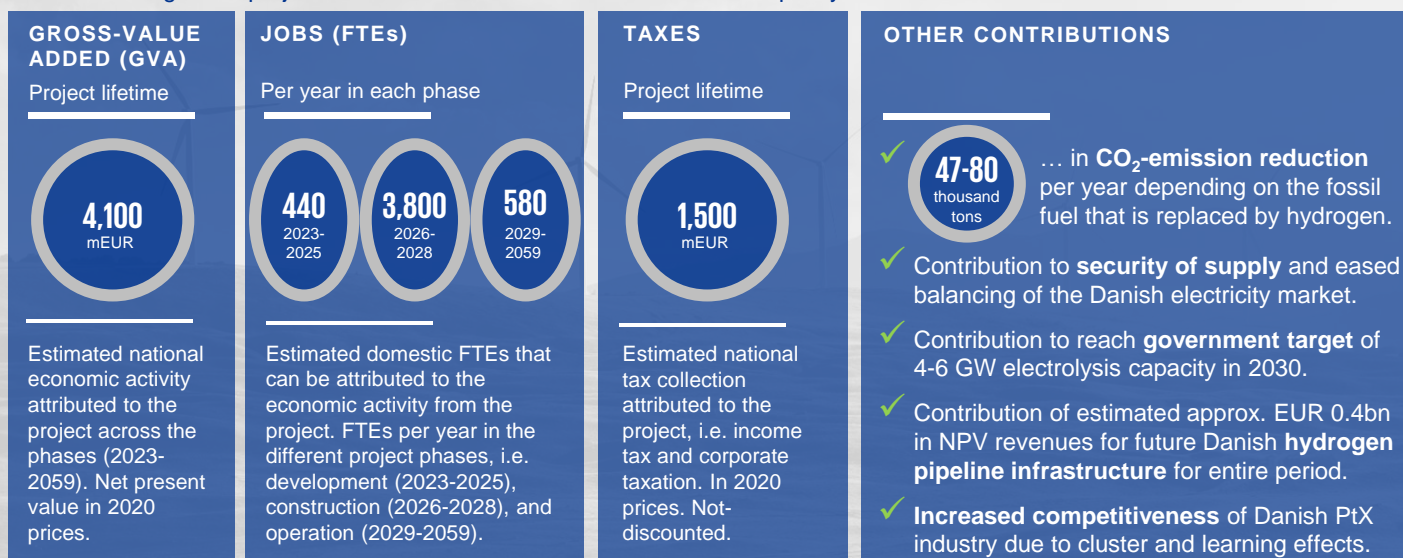 GROSS-VALUE
ADDED (GVA)
Project lifetime
4,100
mEUR
Estimated national
economic activity
attributed to the
project across the
phases (2023-
2059). Net present
value in 2020
prices.
JOBS (FTEs)
Per year in each phase
440
2023-
2025
3,800
2026-
2028
580
2029-
2059
Estimated domestic FTEs that
can be attributed to the
economic activity from the
project. FTEs per year in the
different project phases, i.e.
development (2023-2025),
construction (2026-2028), and
operation (2029-2059).
TAXES
Project lifetime
1,500
mEUR
Estimated national
tax collection
attributed to the
project, i.e. income
tax and corporate
taxation. In 2020
prices. Not-
discounted.
OTHER CONTRIBUTIONS
47-80
thousand
tons
… in CO₂-emission reduction
per year depending on the fossil
fuel that is replaced by hydrogen.
Contribution to security of supply and eased
balancing of the Danish electricity market.
Contribution to reach government target of
4-6 GW electrolysis capacity in 2030.
Contribution of estimated approx. EUR 0.4bn
in NPV revenues for future Danish hydrogen
pipeline infrastructure for entire period.
Increased competitiveness of Danish PtX
industry due to cluster and learning effects.